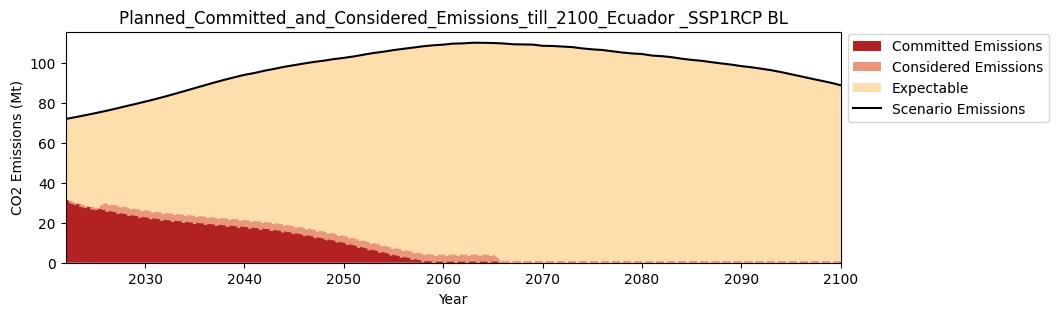 Planned_Committed_and_Considered_Emissions_till_2100_Ecuador _SSP1RCP BL
CO2 Emissions (Mt)
100
80
60
40
20
0
2030 2040 2050 2060 2070 2080 2090 2100
Year
Committed Emissions
Considered Emissions
Expectable
Scenario Emissions